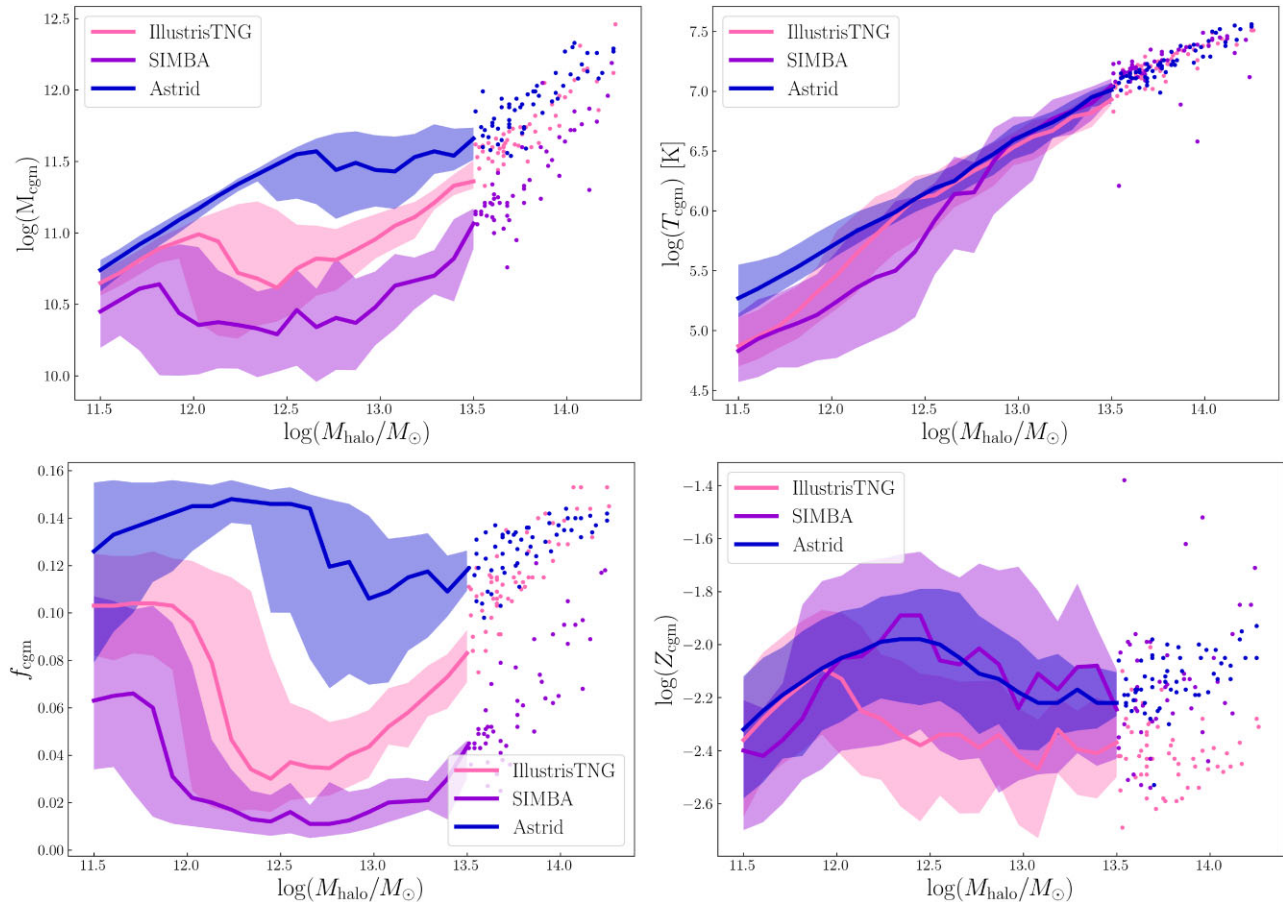 12.5
12.0
11.5
11.0
10.5
10.0
log(M_cgm)
IllustrisTNG
SIMBA
Astrid
11.5 12.0 12.5 13.0 13.5 14.0
log(M_halo/M_⊙)
7.5
7.0
6.5
6.0
5.5
5.0
4.5
log(T_cgm) [K]
IllustrisTNG
SIMBA
Astrid
11.5 12.0 12.5 13.0 13.5 14.0
log(M_halo/M_⊙)
0.16
0.14
0.12
0.10
0.08
0.06
0.04
0.02
0.00
f_cgm
IllustrisTNG
SIMBA
Astrid
11.5 12.0 12.5 13.0 13.5 14.0
log(M_halo/M_⊙)
−1.4
−1.6
−1.8
−2.0
−2.2
−2.4
−2.6
log(Z_cgm)
IllustrisTNG
SIMBA
Astrid
11.5 12.0 12.5 13.0 13.5 14.0
log(M_halo/M_⊙)